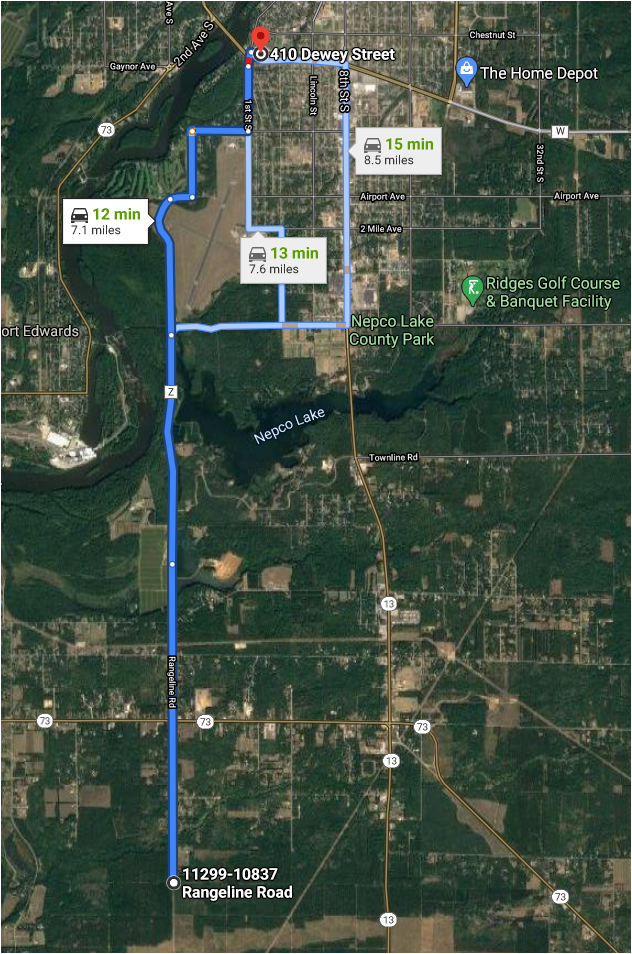 Ave S
2nd Ave S
Chestnut St
410 Dewey Street
Gaynor Ave
The Home Depot
Lincoln St
8th St S
1st St S
73
W
15 min
8.5 miles
32nd St S
Airport Ave
Airport Ave
12 min
7.1 miles
2 Mile Ave
13 min
7.6 miles
Ridges Golf Course
& Banquet Facility
ort Edwards
Nepco Lake
County Park
Z
Nepco Lake
Townline Rd
13
Rangeline Rd
73
73
73
13
11299-10837
Rangeline Road
73
13